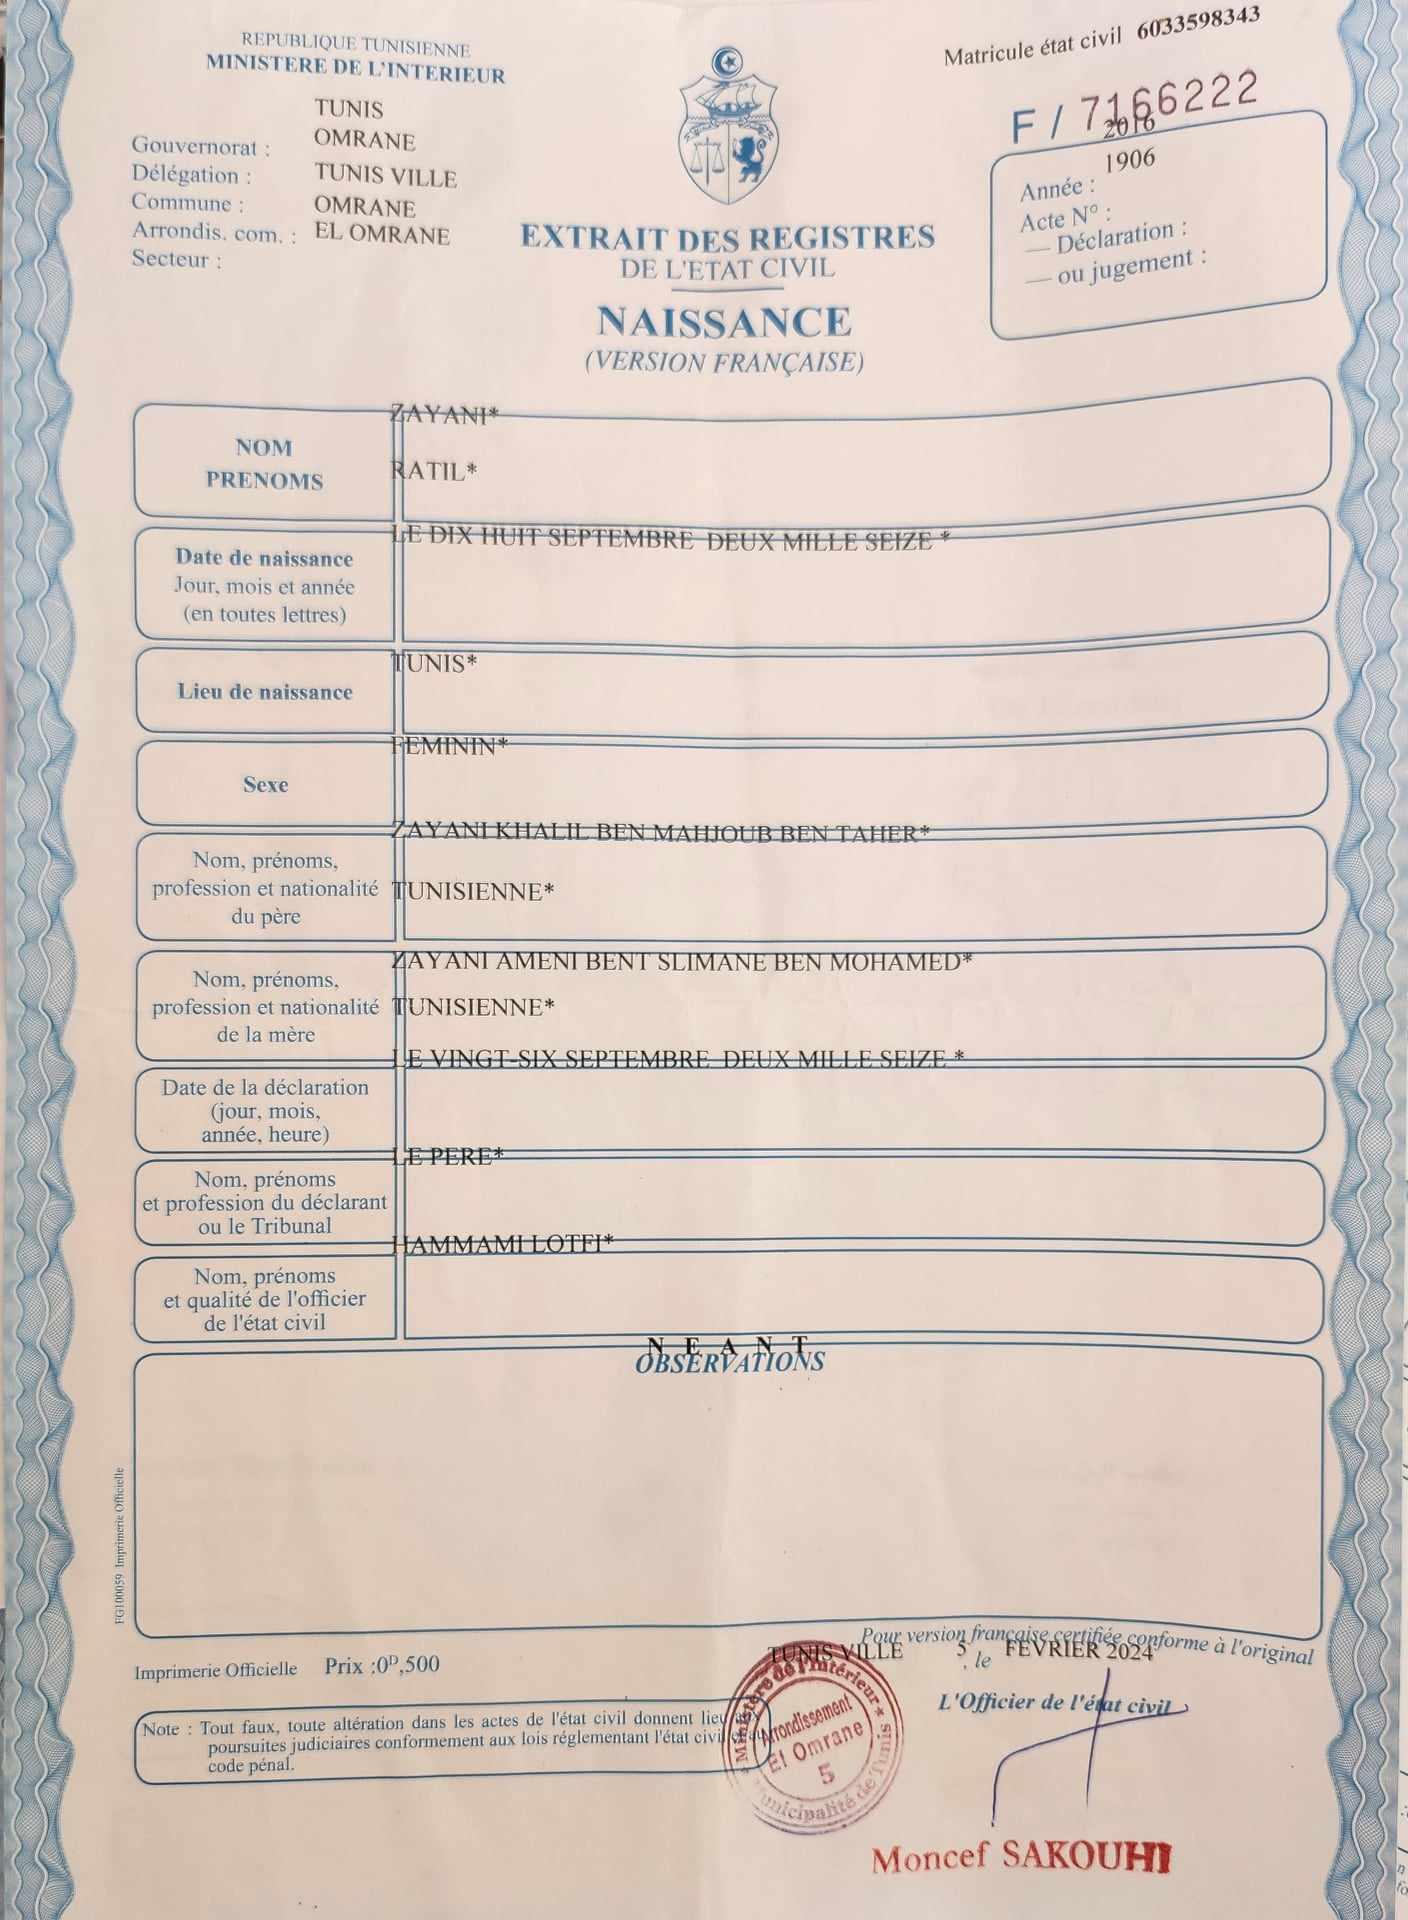 REPUBLIQUE TUNISIENNE
MINISTERE DE L'INTERIEUR
Matricule état civil 6033598343
F / 7166222
TUNIS
Gouvernorat : OMRANE
Délégation : TUNIS VILLE
Commune : OMRANE
Arrondis. com. : EL OMRANE
Secteur :
2016
1906
Année :
Acte N° :
— Déclaration :
— ou jugement :
EXTRAIT DES REGISTRES
DE L'ETAT CIVIL
NAISSANCE
(VERSION FRANÇAISE)
ZAYANI*
NOM
PRENOMS
RATIL*
LE DIX HUIT SEPTEMBRE DEUX MILLE SEIZE *
Date de naissance
Jour, mois et année
(en toutes lettres)
TUNIS*
Lieu de naissance
FEMININ*
Sexe
ZAYANI KHALIL BEN MAHJOUB BEN TAHER*
Nom, prénoms,
profession et nationalité
du père
TUNISIENNE*
ZAYANI AMENI BENT SLIMANE BEN MOHAMED*
Nom, prénoms,
profession et nationalité
de la mère
TUNISIENNE*
LE VINGT-SIX SEPTEMBRE DEUX MILLE SEIZE *
Date de la déclaration
(jour, mois,
année, heure)
LE PERE*
Nom, prénoms
et profession du déclarant
ou le Tribunal
HAMMAMI LOTFI*
Nom, prénoms
et qualité de l'officier
de l'état civil
N E A N T
OBSERVATIONS
FG100059 Imprimerie Officielle
Pour version française certifiée conforme à l'original
TUNIS VILLE , le 5 FEVRIER 2024
Imprimerie Officielle Prix :0ᴰ,500
L'Officier de l'état civil
Note : Tout faux, toute altération dans les actes de l'état civil donnent lieu
poursuites judiciaires conformement aux lois réglementant l'état civil
code pénal.
Ministère de l'Intérieur
Arrondissement
El Omrane
5
Municipalité de Tunis
Moncef SAKOUHI